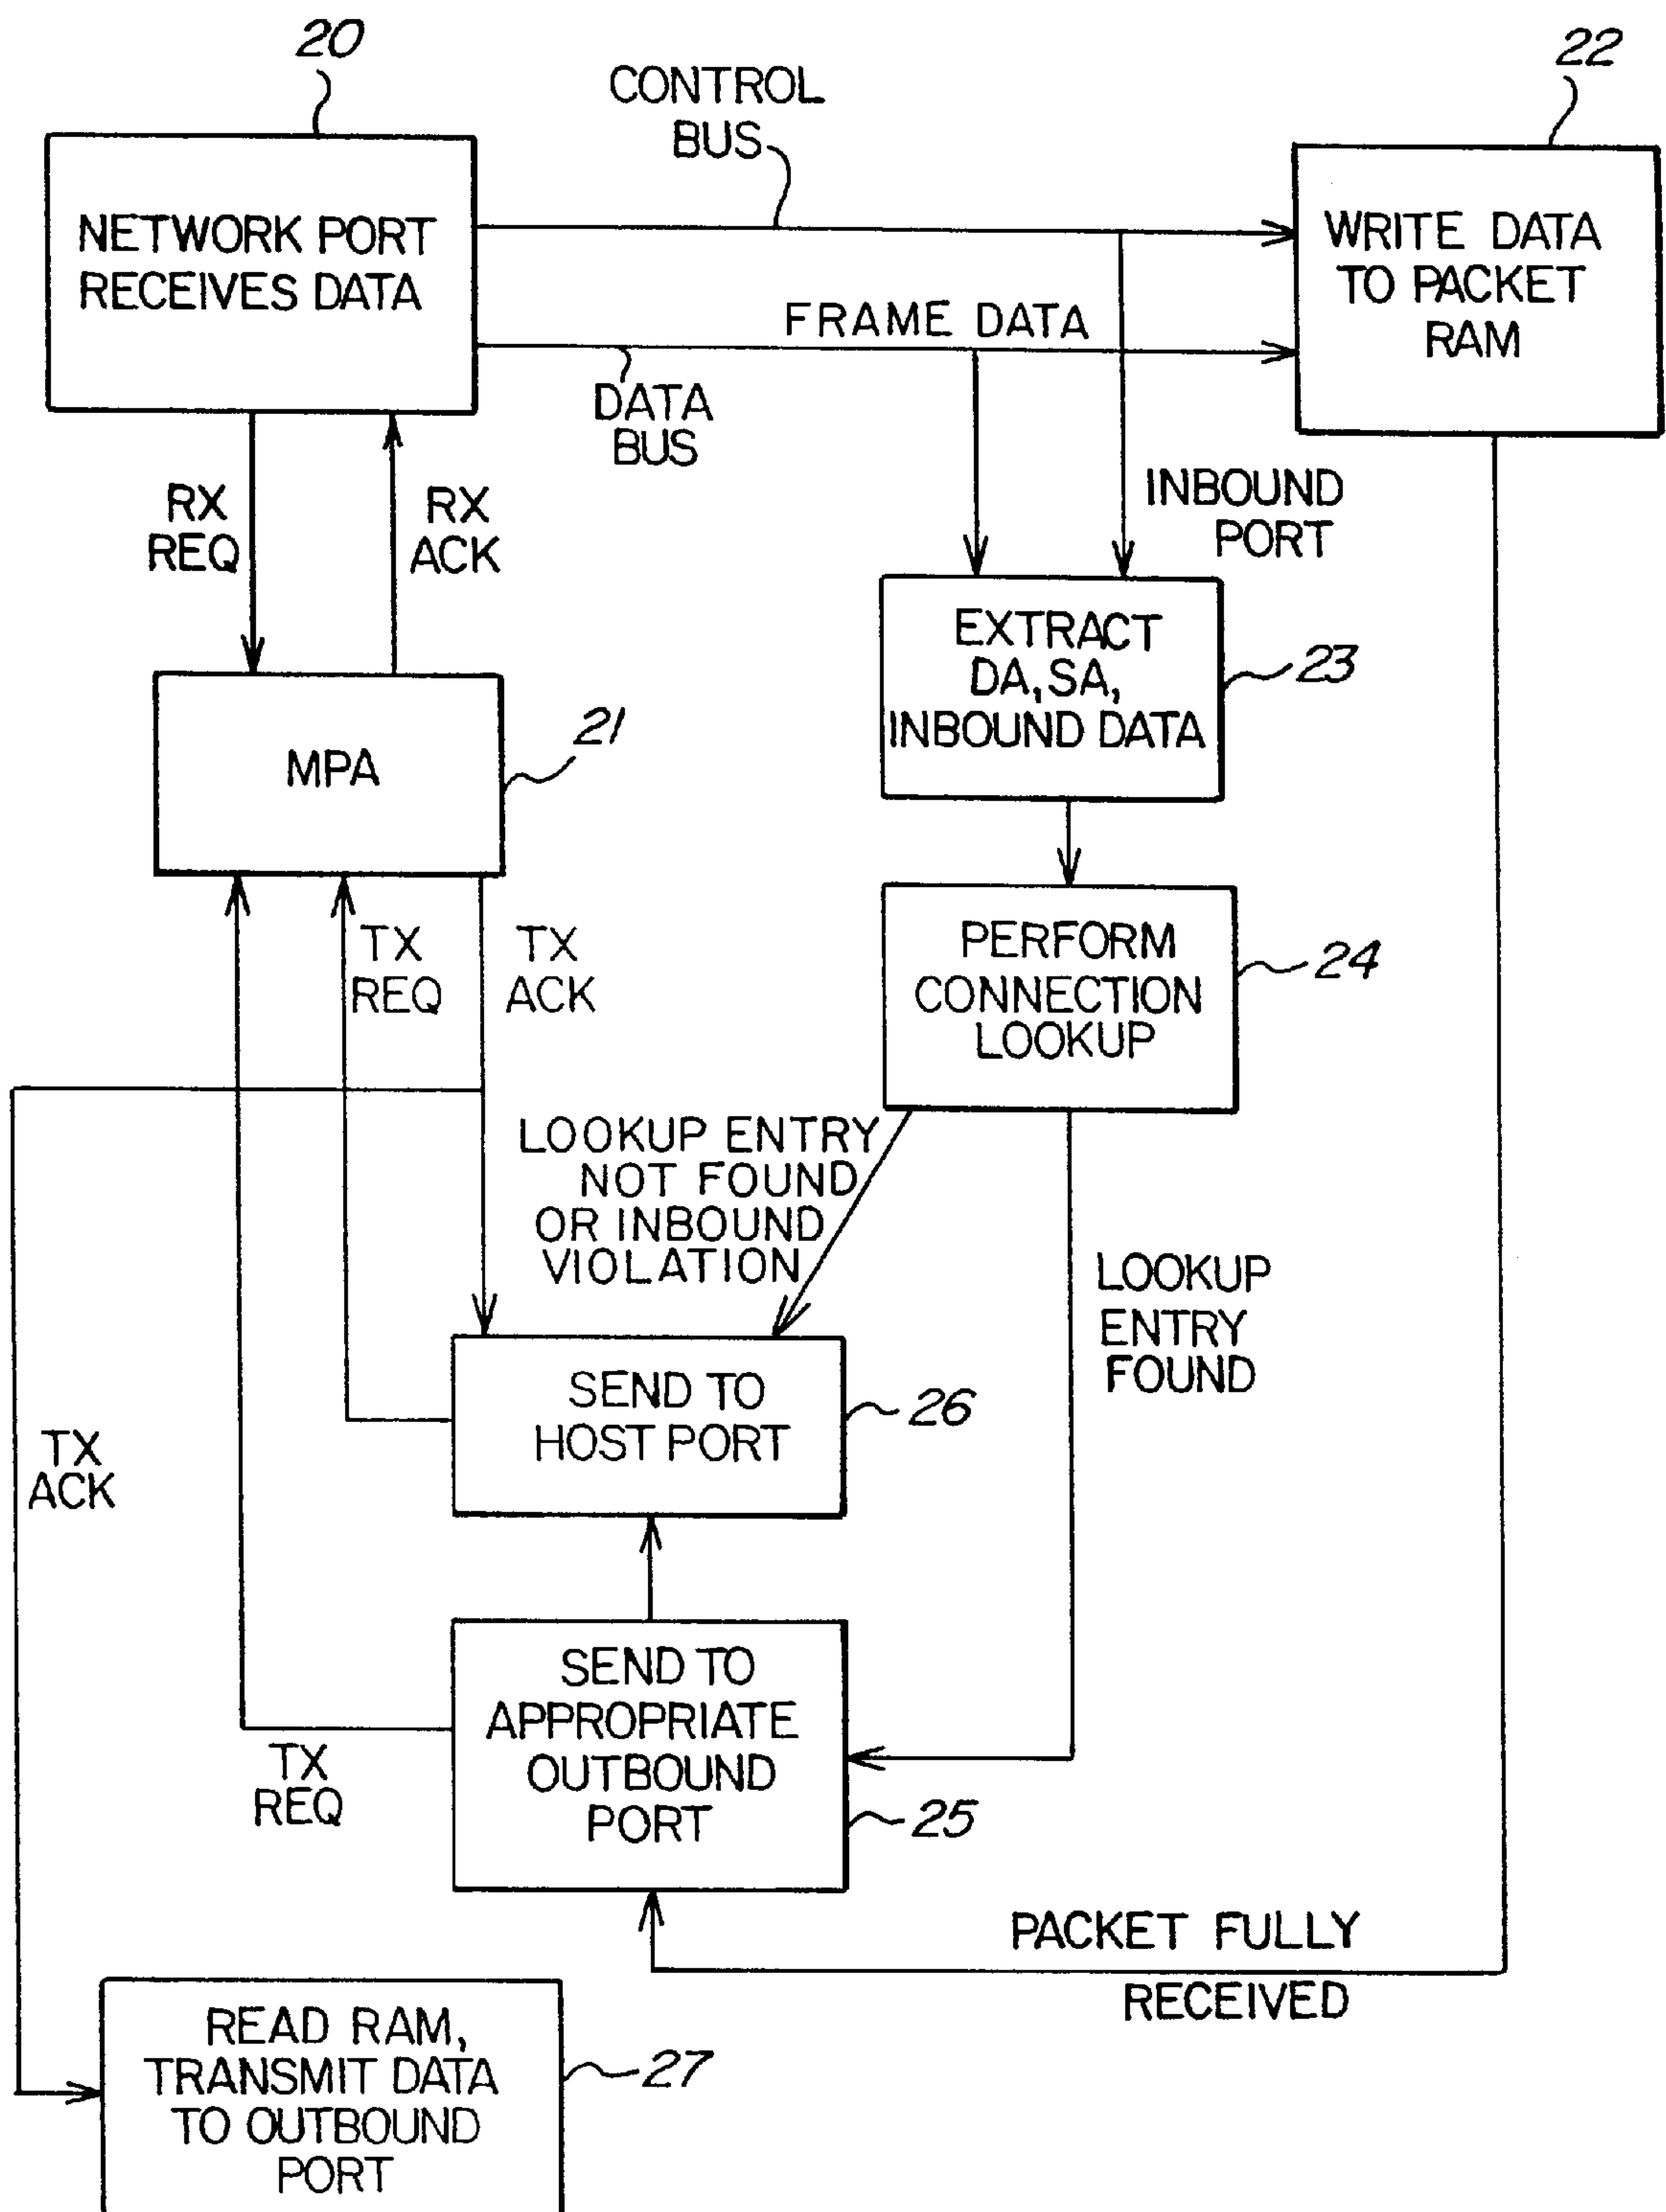 20
22
CONTROL
BUS
NETWORK PORT
RECEIVES DATA
WRITE DATA
TO PACKET
RAM
FRAME DATA
DATA
BUS
RX
REQ
RX
ACK
INBOUND
PORT
EXTRACT
DA, SA,
INBOUND DATA
23
MPA
21
TX
REQ
TX
ACK
PERFORM
CONNECTION
LOOKUP
24
LOOKUP ENTRY
NOT FOUND
OR INBOUND
VIOLATION
LOOKUP
ENTRY
FOUND
SEND TO
HOST PORT
26
TX
ACK
SEND TO
APPROPRIATE
OUTBOUND
PORT
25
TX
REQ
PACKET FULLY
RECEIVED
READ RAM,
TRANSMIT DATA
TO OUTBOUND
PORT
27